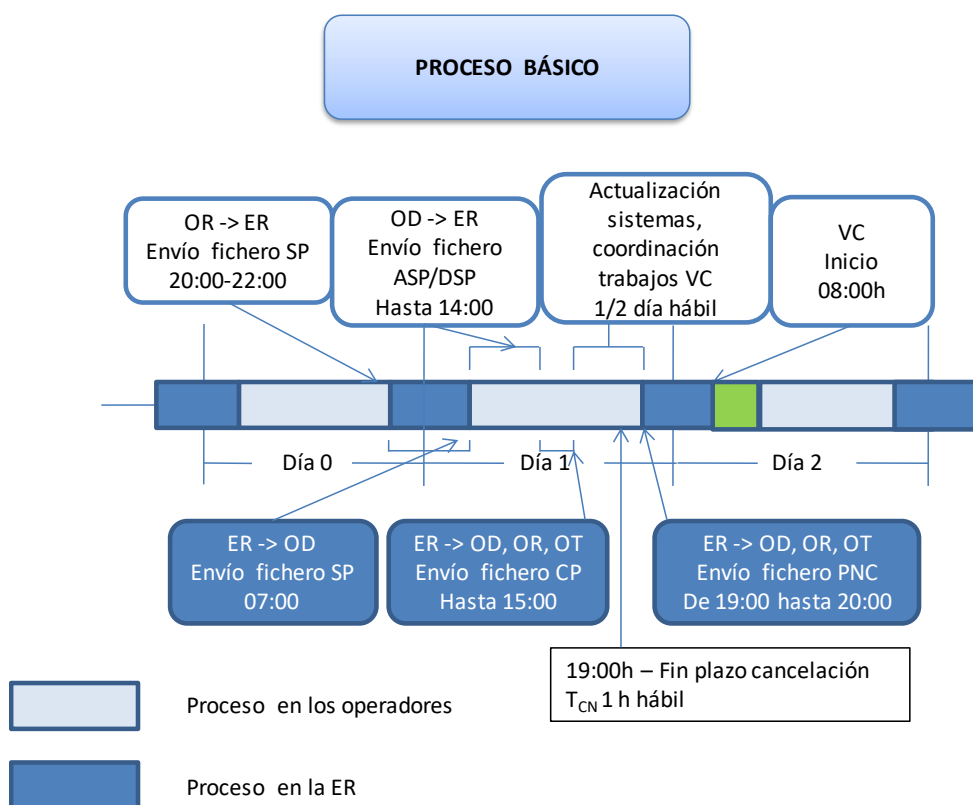 PROCESO BÁSICO
OR -> ER
Envío fichero SP
20:00-22:00
OD -> ER
Envío fichero
ASP/DSP
Hasta 14:00
Actualización
sistemas,
coordinación
trabajos VC
1/2 día hábil
VC
Inicio
08:00h
Día 0
Día 1
Día 2
ER -> OD
Envío fichero SP
07:00
ER -> OD, OR, OT
Envío fichero CP
Hasta 15:00
ER -> OD, OR, OT
Envío fichero PNC
De 19:00 hasta 20:00
19:00h – Fin plazo cancelación
TCN 1 h hábil
Proceso en los operadores
Proceso en la ER